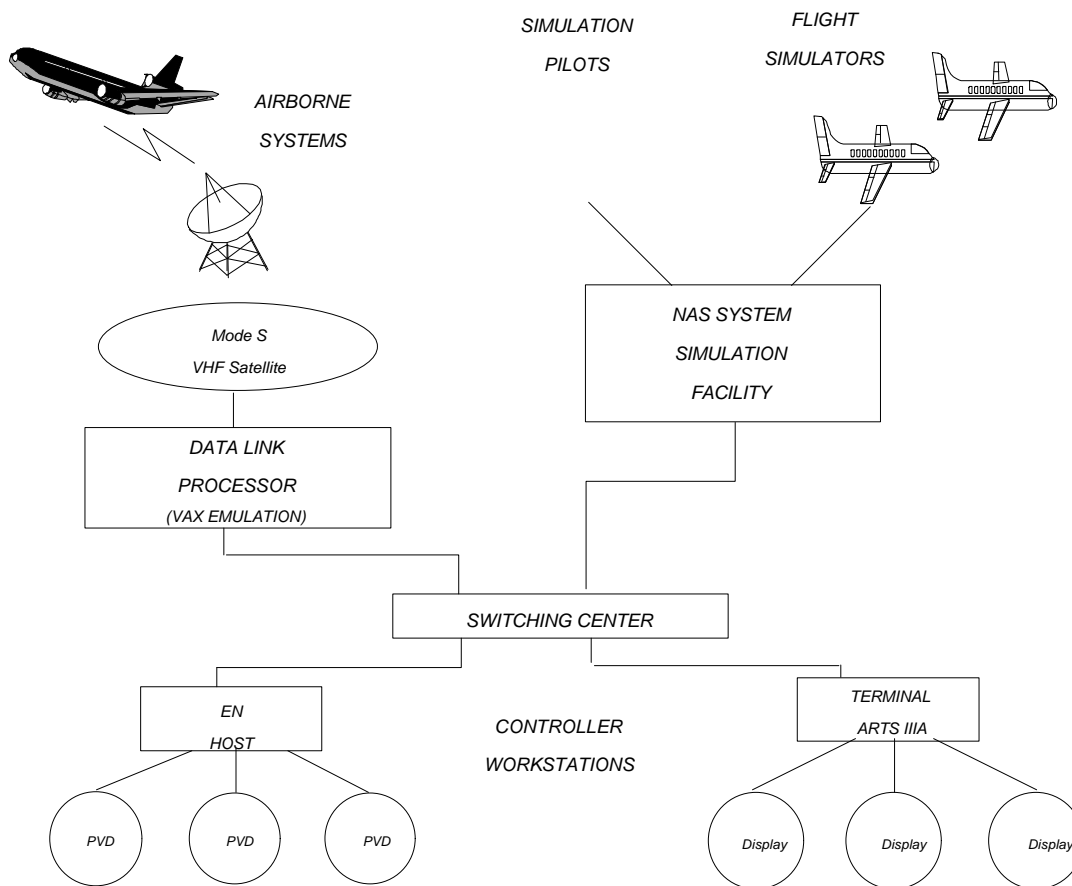 SIMULATION
PILOTS
FLIGHT
SIMULATORS
AIRBORNE
SYSTEMS
Mode S
VHF Satellite
NAS SYSTEM
SIMULATION
FACILITY
DATA LINK
PROCESSOR
(VAX EMULATION)
SWITCHING CENTER
EN
HOST
CONTROLLER
WORKSTATIONS
TERMINAL
ARTS IIIA
PVD
PVD
PVD
Display
Display
Display